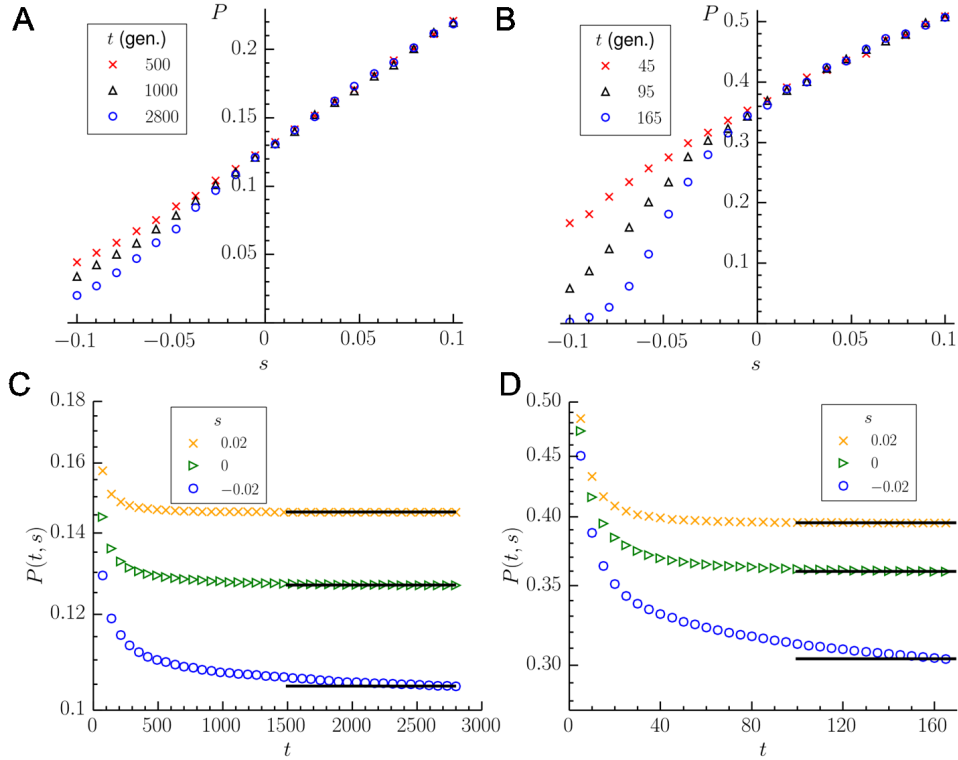 A
P
t (gen.)
500
1000
2800
0.2
0.15
0.1
0.05
−0.1
−0.05
0
0.05
0.1
s
B
P
t (gen.)
45
95
165
0.5
0.4
0.3
0.2
0.1
−0.1
−0.05
0
0.05
0.1
s
C
0.18
0.16
0.14
0.12
0.1
P(t, s)
s
0.02
0
−0.02
0 500 1000 1500 2000 2500 3000
t
D
0.50
0.45
0.40
0.35
0.30
P(t, s)
s
0.02
0
−0.02
0 40 80 120 160
t